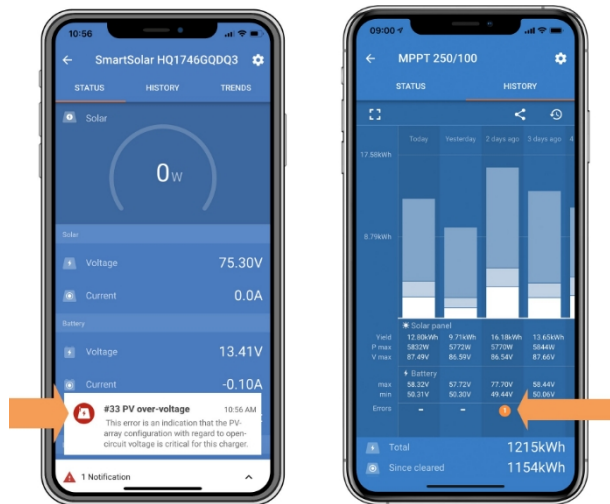 10:56
SmartSolar HQ1746GQDQ3
STATUS HISTORY TRENDS
Solar
0W
Solar
Voltage 75.30V
Current 0.0A
Battery
Voltage 13.41V
Current -0.10A
#33 PV over-voltage 10:56 AM
This error is an indication that the PV-
array configuration with regard to open-
circuit voltage is critical for this charger.
1 Notification
09:00
MPPT 250/100
STATUS HISTORY
Today Yesterday 2 days ago 3 days ago 4
17.58kWh
8.79kWh
Solar panel
Yield 12.80kWh 9.71kWh 16.18kWh 13.65kWh
P max 5832W 5772W 5770W 5844W
V max 87.49V 86.59V 86.54V 87.66V
Battery
max 58.32V 57.72V 77.70V 58.44V
min 50.31V 50.30V 49.44V 50.06V
Errors – – 1
Total 1215kWh
Since cleared 1154kWh